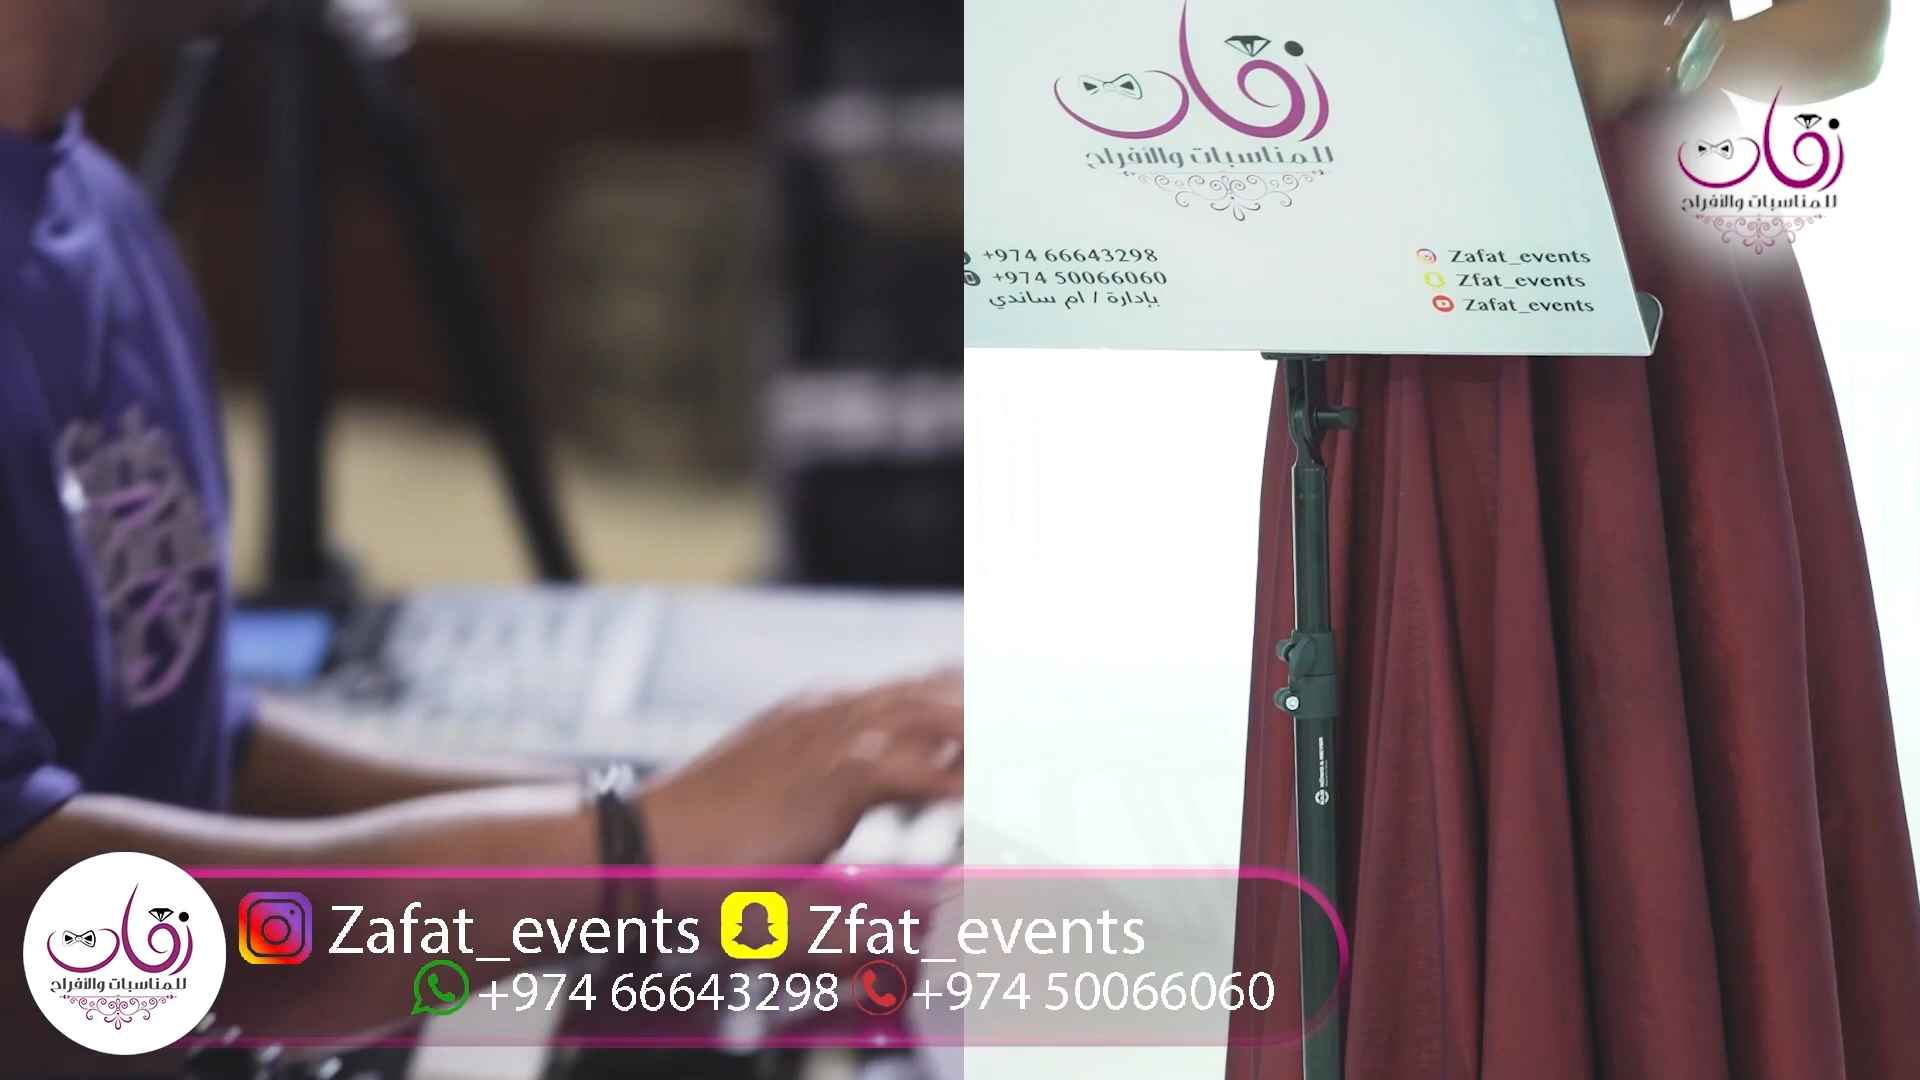 زفات
للمناسبات والأفراح
+974 66643298
+974 50066060
بإدارة / ام ساندي
Zafat_events
Zfat_events
Zafat_events
زفات
للمناسبات والأفراح
زفات
للمناسبات والأفراح
Zafat_events Zfat_events
+974 66643298 +974 50066060